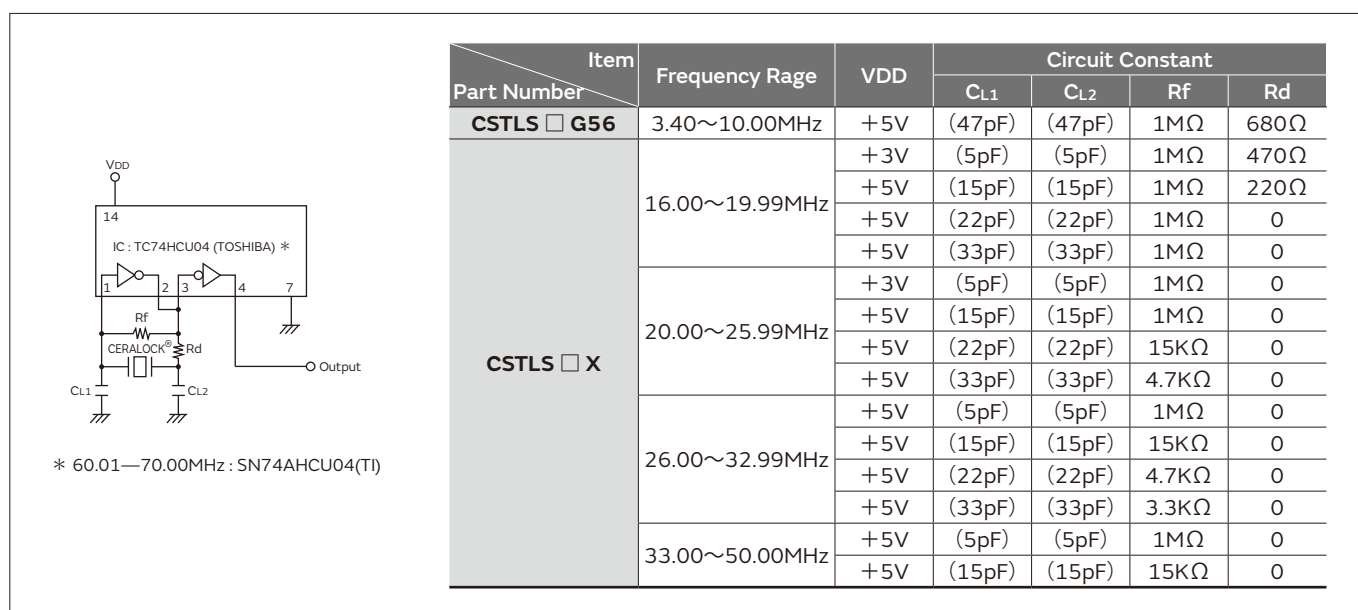 VDD
14
IC : TC74HCU04 (TOSHIBA) ＊
1 2 3 4 7
Rf
CERALOCK® Rd
Output
CL1 CL2
＊ 60.01—70.00MHz : SN74AHCU04(TI)
Item Frequency Rage VDD Circuit Constant
Part Number CL1 CL2 Rf Rd
CSTLS □ G56 3.40～10.00MHz ＋5V (47pF) (47pF) 1MΩ 680Ω
CSTLS □ X
16.00～19.99MHz
＋3V (5pF) (5pF) 1MΩ 470Ω
＋5V (15pF) (15pF) 1MΩ 220Ω
＋5V (22pF) (22pF) 1MΩ 0
＋5V (33pF) (33pF) 1MΩ 0
20.00～25.99MHz
＋3V (5pF) (5pF) 1MΩ 0
＋5V (15pF) (15pF) 1MΩ 0
＋5V (22pF) (22pF) 15KΩ 0
＋5V (33pF) (33pF) 4.7KΩ 0
26.00～32.99MHz
＋5V (5pF) (5pF) 1MΩ 0
＋5V (15pF) (15pF) 15KΩ 0
＋5V (22pF) (22pF) 4.7KΩ 0
＋5V (33pF) (33pF) 3.3KΩ 0
33.00～50.00MHz
＋5V (5pF) (5pF) 1MΩ 0
＋5V (15pF) (15pF) 15KΩ 0